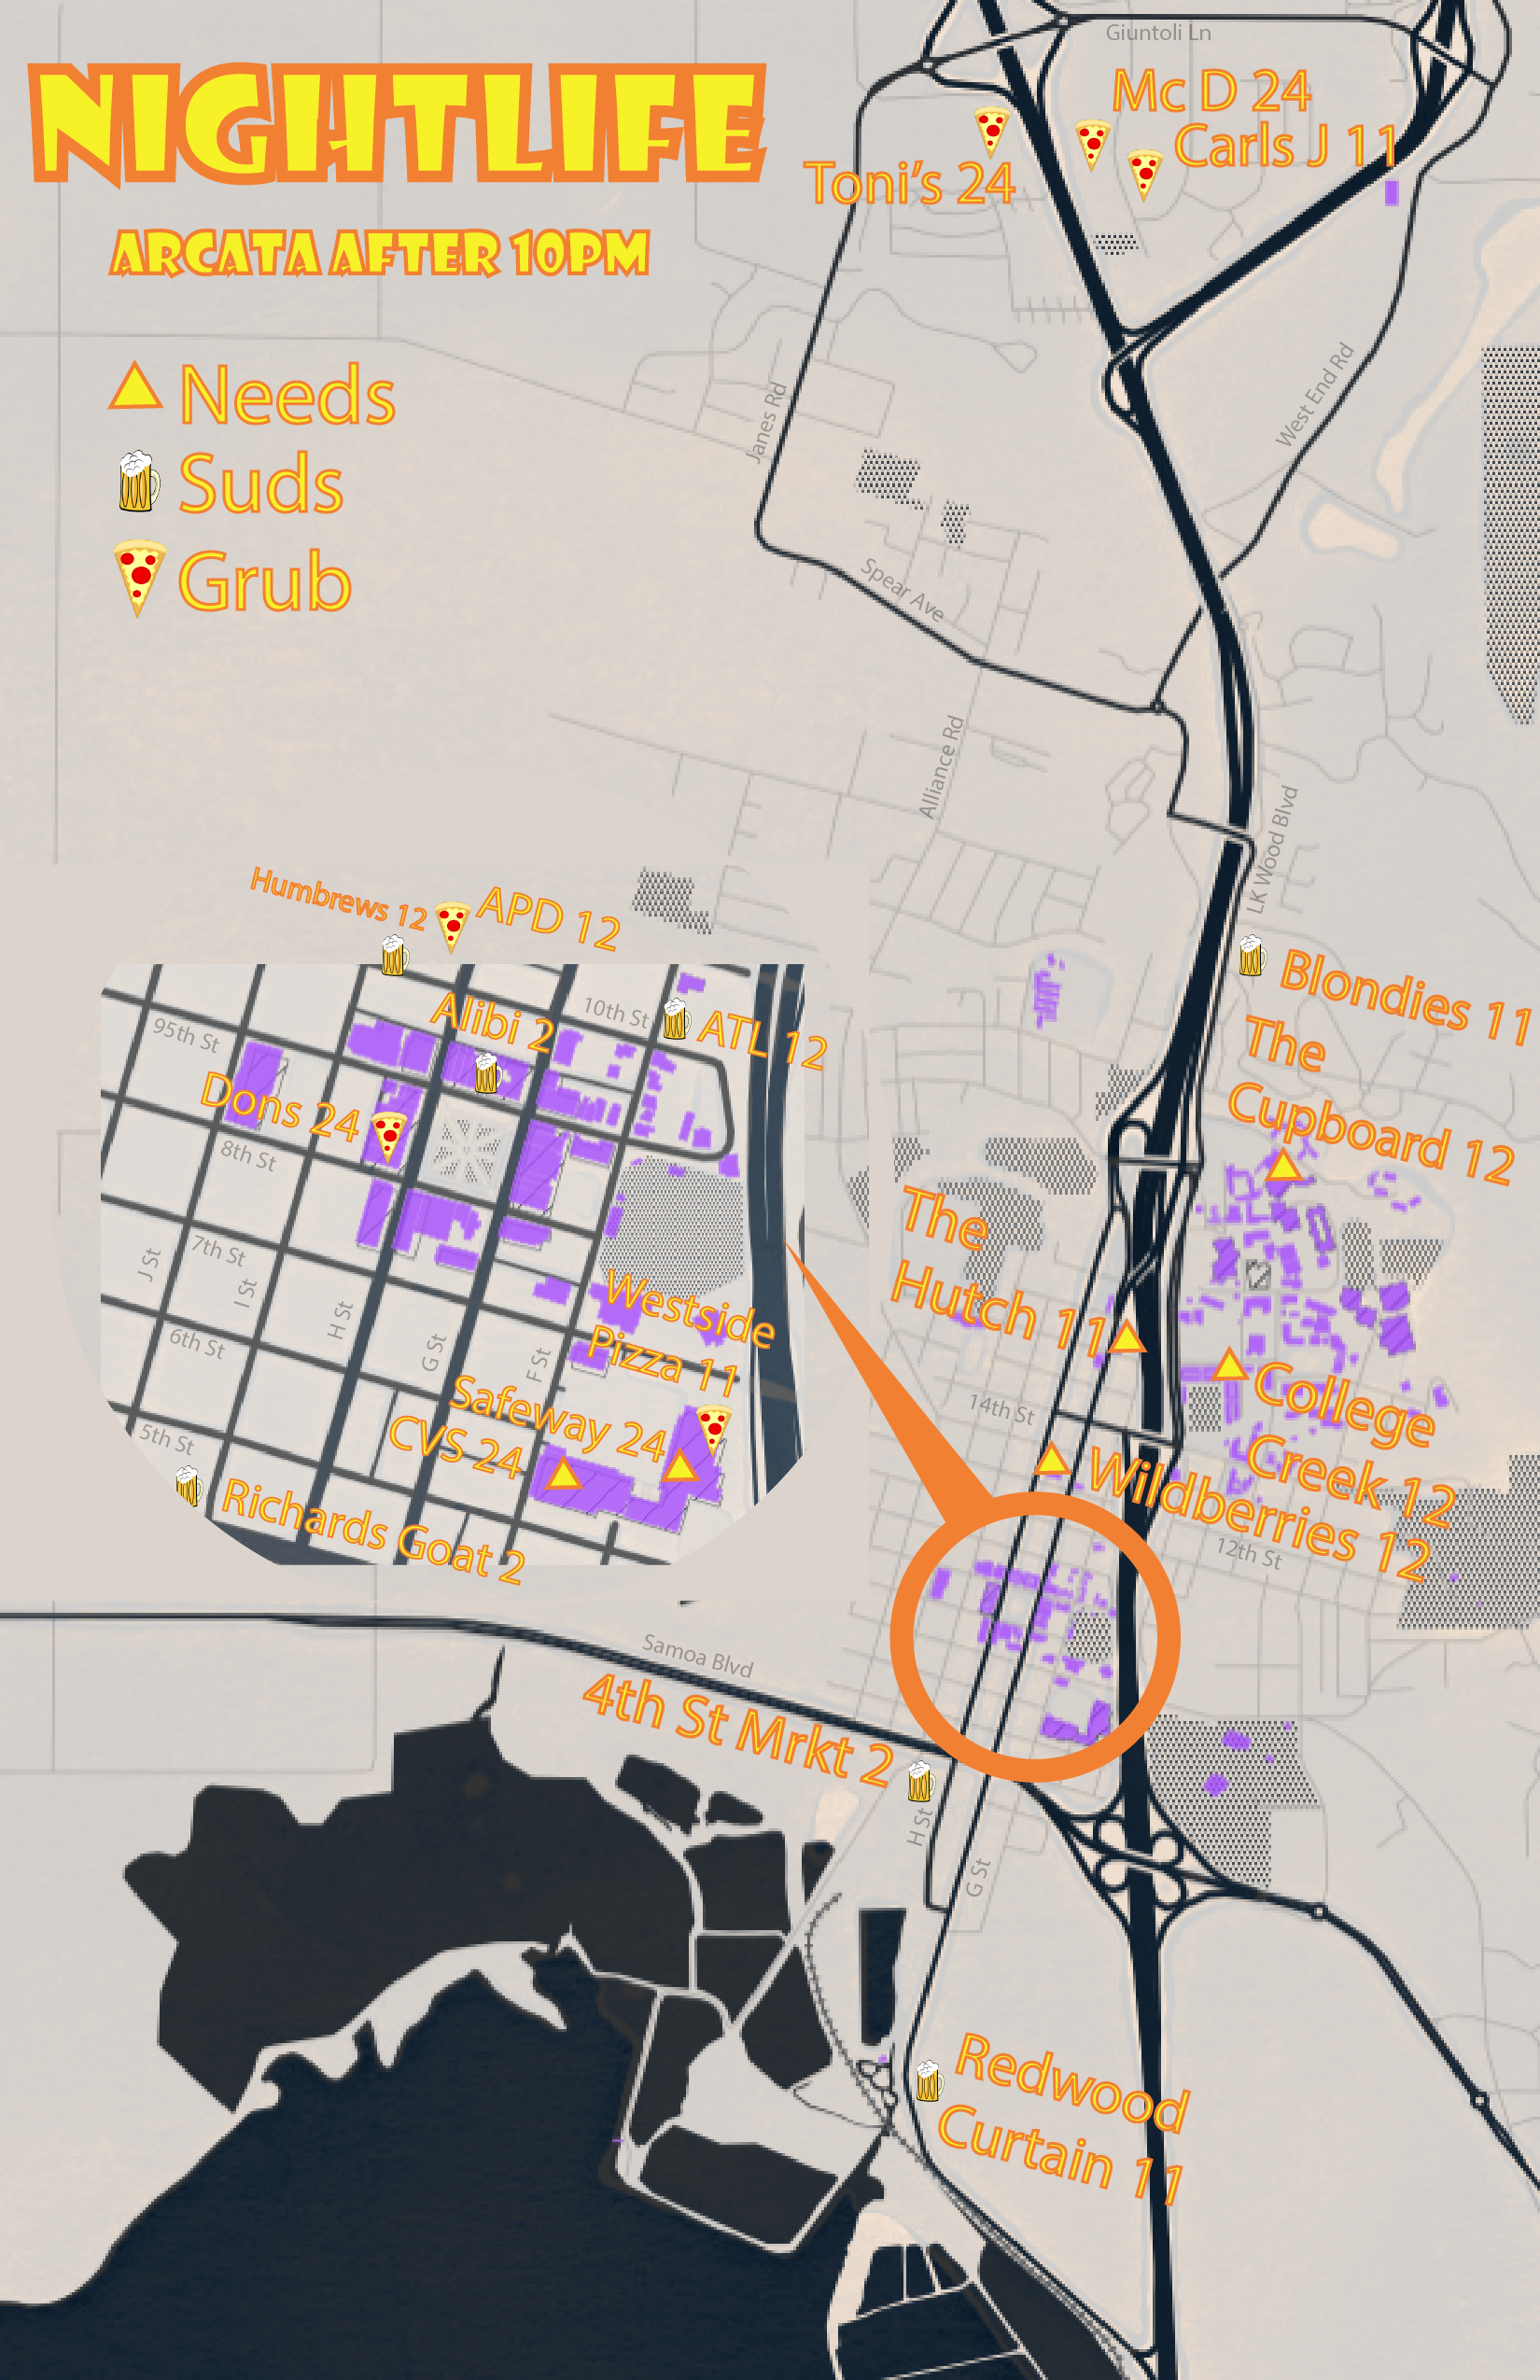 NIGHTLIFE
ARCATA AFTER 10PM
Needs
Suds
Grub
Giuntoli Ln
Mc D 24
Carls J 11
Toni's 24
Janes Rd
West End Rd
Spear Ave
Alliance Rd
LK Wood Blvd
Humbrews 12
APD 12
Alibi 2
10th St
ATL 12
95th St
Dons 24
8th St
7th St
J St
I St
H St
G St
F St
6th St
5th St
Westside
Pizza 11
Safeway 24
CVS 24
Richards Goat 2
Blondies 11
The
Cupboard 12
The
Hutch 11
College
Creek 12
14th St
Wildberries 12
12th St
Samoa Blvd
4th St Mrkt 2
H St
G St
Redwood
Curtain 11